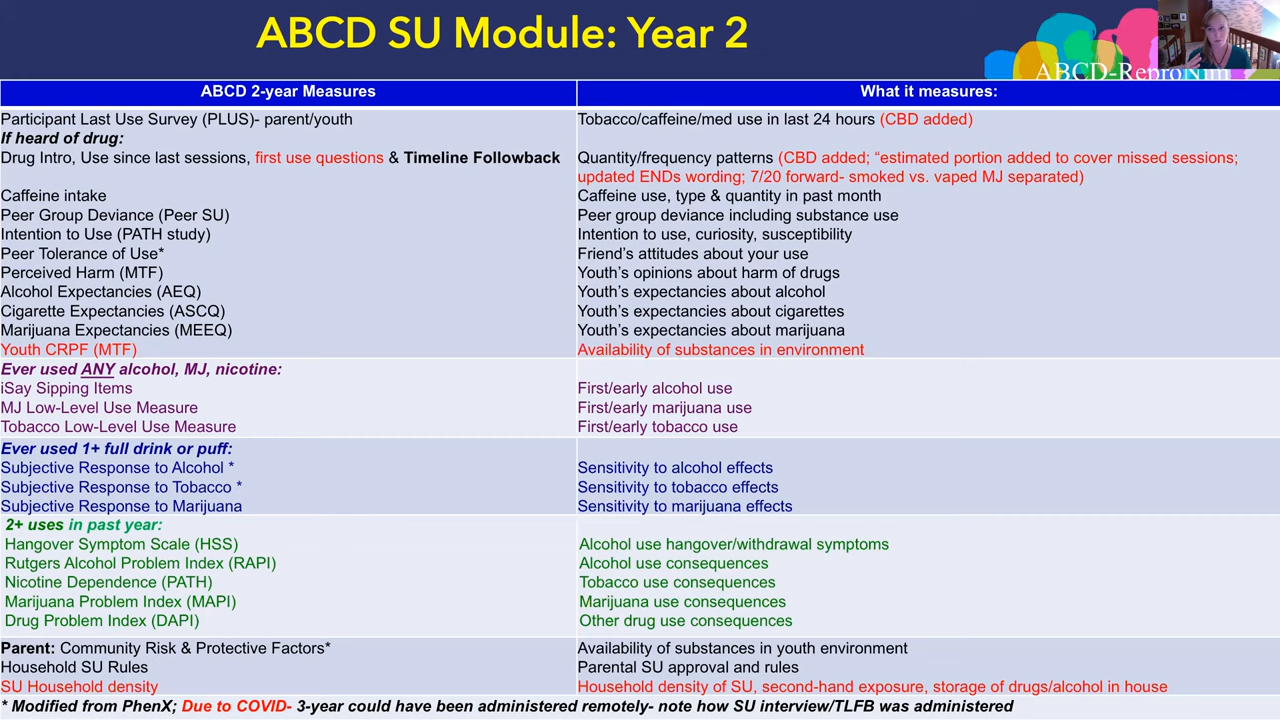 ABCD SU Module: Year 2
ABCD-ReproNim
ABCD 2-year Measures What it measures:
Participant Last Use Survey (PLUS)- parent/youth Tobacco/caffeine/med use in last 24 hours (CBD added)
If heard of drug:
Drug Intro, Use since last sessions, first use questions & Timeline Followback Quantity/frequency patterns (CBD added; “estimated portion added to cover missed sessions;
updated ENDs wording; 7/20 forward- smoked vs. vaped MJ separated)
Caffeine intake Caffeine use, type & quantity in past month
Peer Group Deviance (Peer SU) Peer group deviance including substance use
Intention to Use (PATH study) Intention to use, curiosity, susceptibility
Peer Tolerance of Use* Friend’s attitudes about your use
Perceived Harm (MTF) Youth’s opinions about harm of drugs
Alcohol Expectancies (AEQ) Youth’s expectancies about alcohol
Cigarette Expectancies (ASCQ) Youth’s expectancies about cigarettes
Marijuana Expectancies (MEEQ) Youth’s expectancies about marijuana
Youth CRPF (MTF) Availability of substances in environment
Ever used ANY alcohol, MJ, nicotine:
iSay Sipping Items First/early alcohol use
MJ Low-Level Use Measure First/early marijuana use
Tobacco Low-Level Use Measure First/early tobacco use
Ever used 1+ full drink or puff:
Subjective Response to Alcohol * Sensitivity to alcohol effects
Subjective Response to Tobacco * Sensitivity to tobacco effects
Subjective Response to Marijuana Sensitivity to marijuana effects
2+ uses in past year:
Hangover Symptom Scale (HSS) Alcohol use hangover/withdrawal symptoms
Rutgers Alcohol Problem Index (RAPI) Alcohol use consequences
Nicotine Dependence (PATH) Tobacco use consequences
Marijuana Problem Index (MAPI) Marijuana use consequences
Drug Problem Index (DAPI) Other drug use consequences
Parent: Community Risk & Protective Factors* Availability of substances in youth environment
Household SU Rules Parental SU approval and rules
SU Household density Household density of SU, second-hand exposure, storage of drugs/alcohol in house
* Modified from PhenX; Due to COVID- 3-year could have been administered remotely- note how SU interview/TLFB was administered